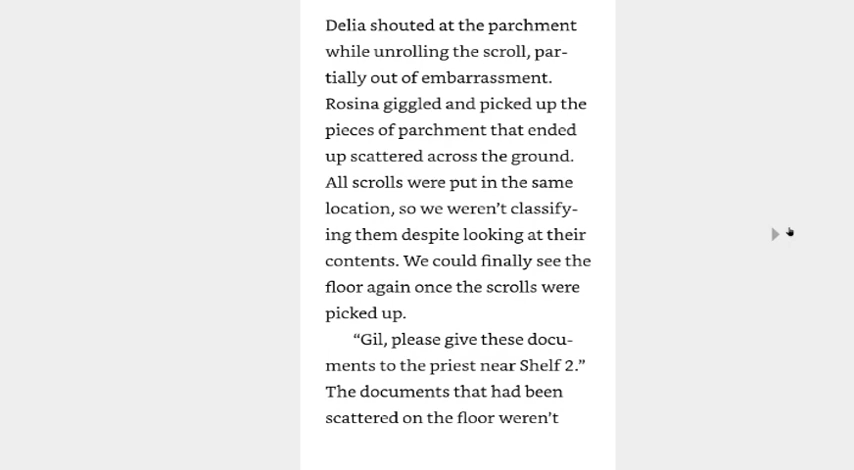 Delia shouted at the parchment
while unrolling the scroll, par-
tially out of embarrassment.
Rosina giggled and picked up the
pieces of parchment that ended
up scattered across the ground.
All scrolls were put in the same
location, so we weren’t classify-
ing them despite looking at their
contents. We could finally see the
floor again once the scrolls were
picked up.
“Gil, please give these docu-
ments to the priest near Shelf 2.”
The documents that had been
scattered on the floor weren’t